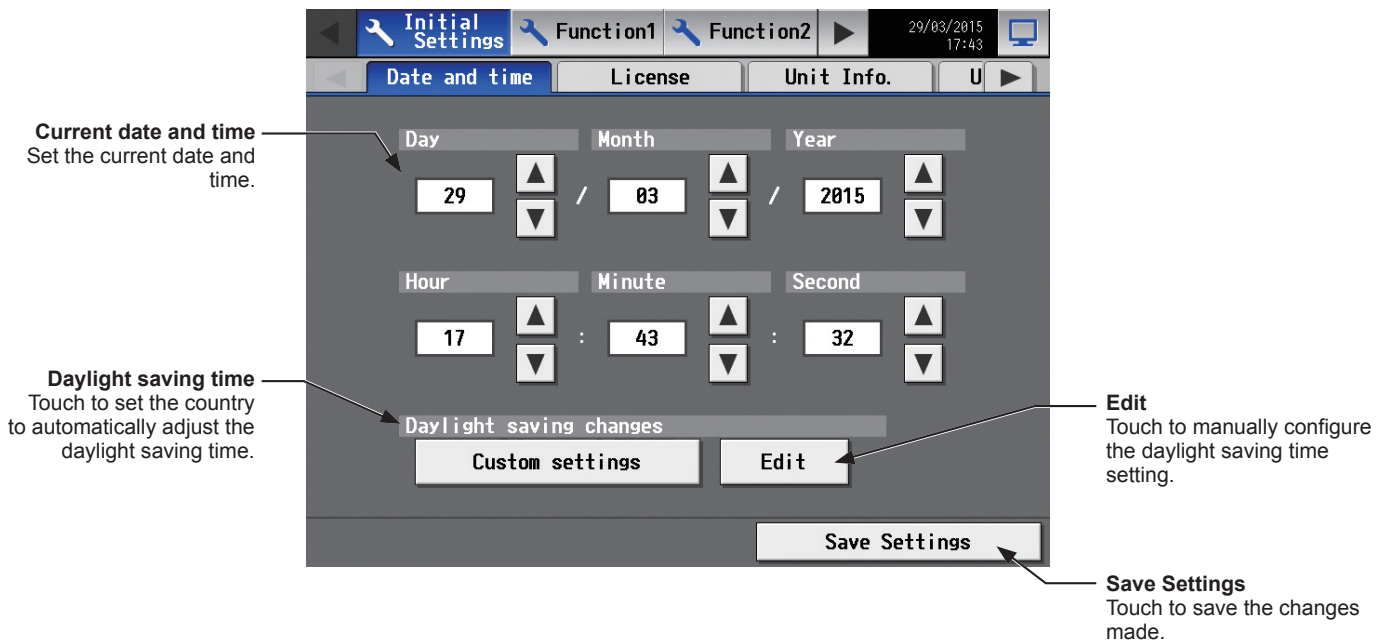 Initial
Settings
Function1
Function2
29/03/2015
17:43
Date and time
License
Unit Info.
U
Current date and time
Set the current date and
time.
Day
Month
Year
29 / 03 / 2015
Hour
Minute
Second
17 : 43 : 32
Daylight saving time
Touch to set the country
to automatically adjust the
daylight saving time.
Daylight saving changes
Custom settings
Edit
Edit
Touch to manually configure
the daylight saving time
setting.
Save Settings
Save Settings
Touch to save the changes
made.